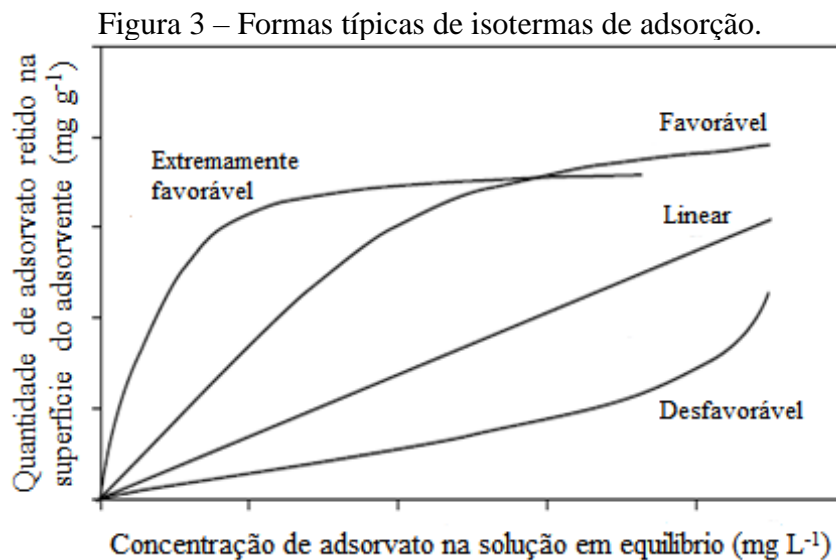 Figura 3 – Formas típicas de isotermas de adsorção.
Quantidade de adsorvato retido na
superfície do adsorvente (mg g⁻¹)
Extremamente
favorável
Favorável
Linear
Desfavorável
Concentração de adsorvato na solução em equilíbrio (mg L⁻¹)